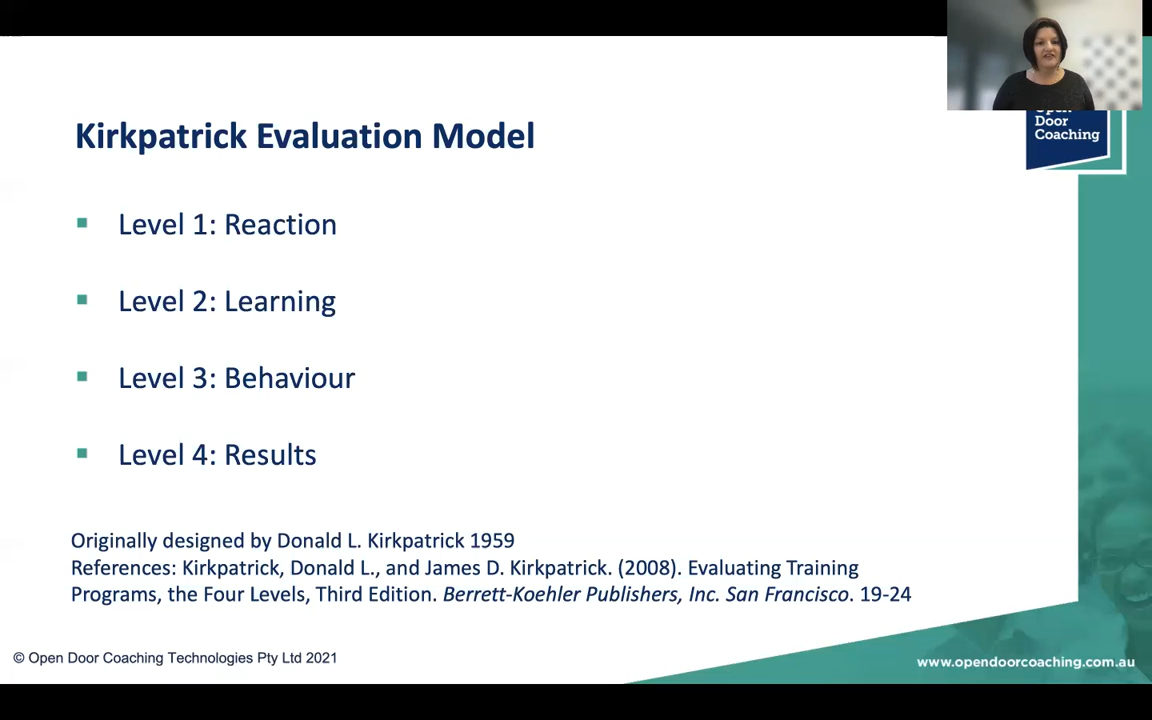 Kirkpatrick Evaluation Model
Open
Door
Coaching
▪ Level 1: Reaction
▪ Level 2: Learning
▪ Level 3: Behaviour
▪ Level 4: Results
Originally designed by Donald L. Kirkpatrick 1959
References: Kirkpatrick, Donald L., and James D. Kirkpatrick. (2008). Evaluating Training
Programs, the Four Levels, Third Edition. Berrett-Koehler Publishers, Inc. San Francisco. 19-24
© Open Door Coaching Technologies Pty Ltd 2021
www.opendoorcoaching.com.au